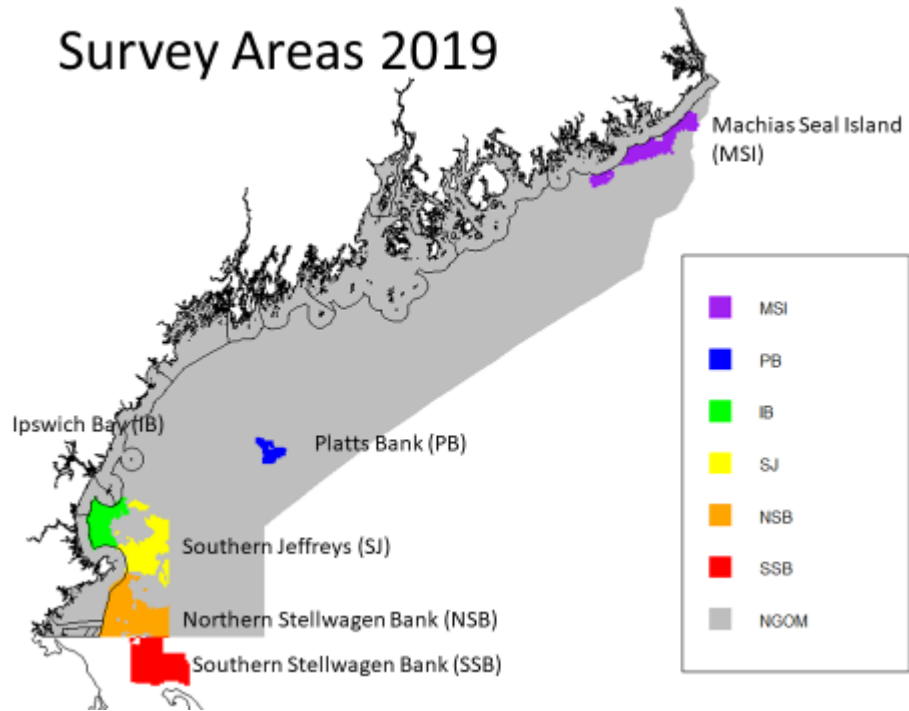 Survey Areas 2019
Machias Seal Island
(MSI)
MSI
PB
IB
SJ
NSB
SSB
NGOM
Ipswich Bay (IB)
Platts Bank (PB)
Southern Jeffreys (SJ)
Northern Stellwagen Bank (NSB)
Southern Stellwagen Bank (SSB)